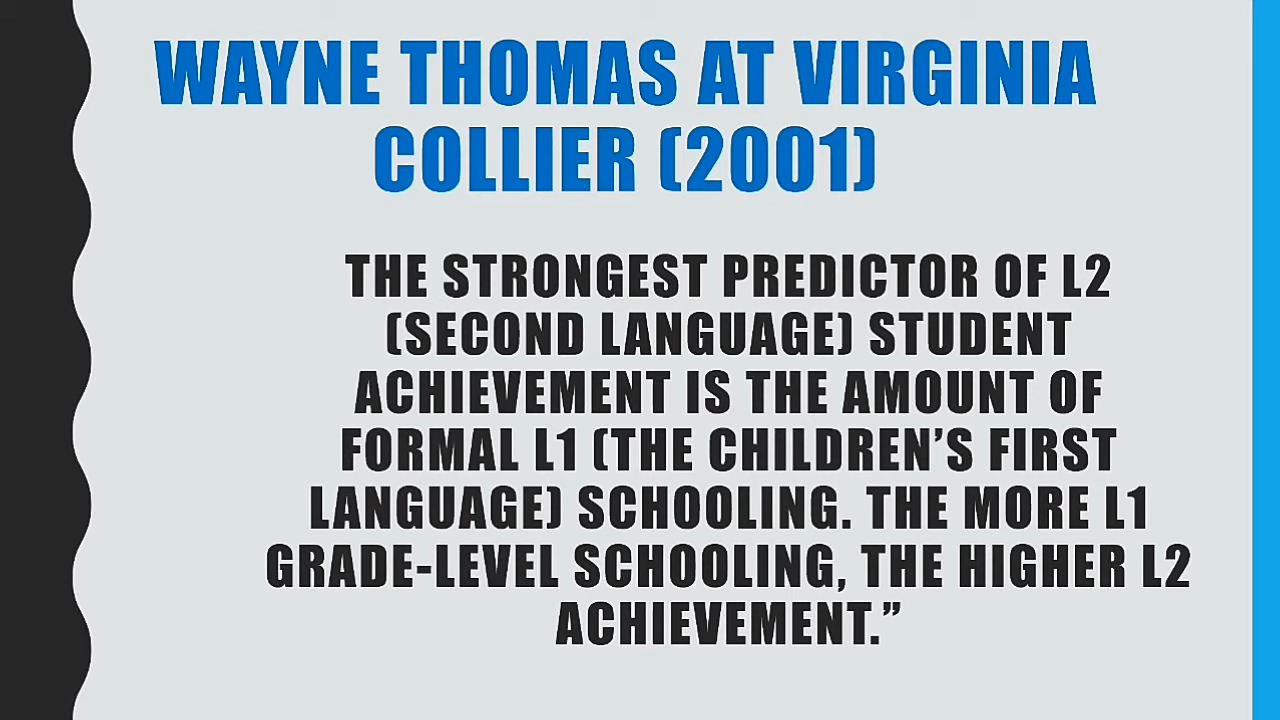 WAYNE THOMAS AT VIRGINIA
COLLIER (2001)
THE STRONGEST PREDICTOR OF L2
(SECOND LANGUAGE) STUDENT
ACHIEVEMENT IS THE AMOUNT OF
FORMAL L1 (THE CHILDREN’S FIRST
LANGUAGE) SCHOOLING. THE MORE L1
GRADE-LEVEL SCHOOLING, THE HIGHER L2
ACHIEVEMENT.”